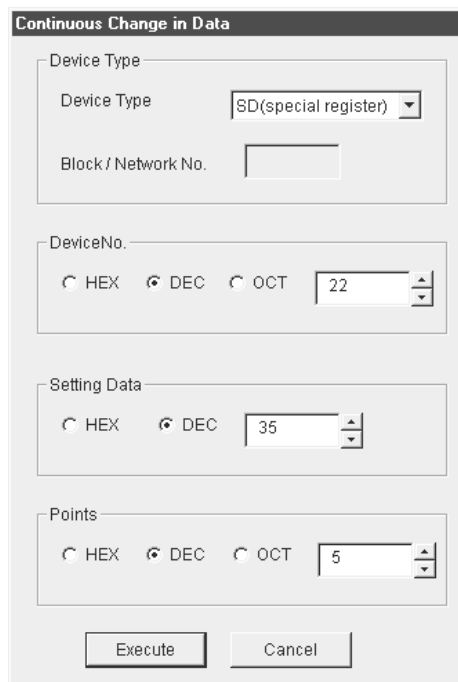 Continuous Change in Data
Device Type
Device Type SD(special register)
Block / Network No.
DeviceNo.
HEX DEC OCT 22
Setting Data
HEX DEC 35
Points
HEX DEC OCT 5
Execute Cancel